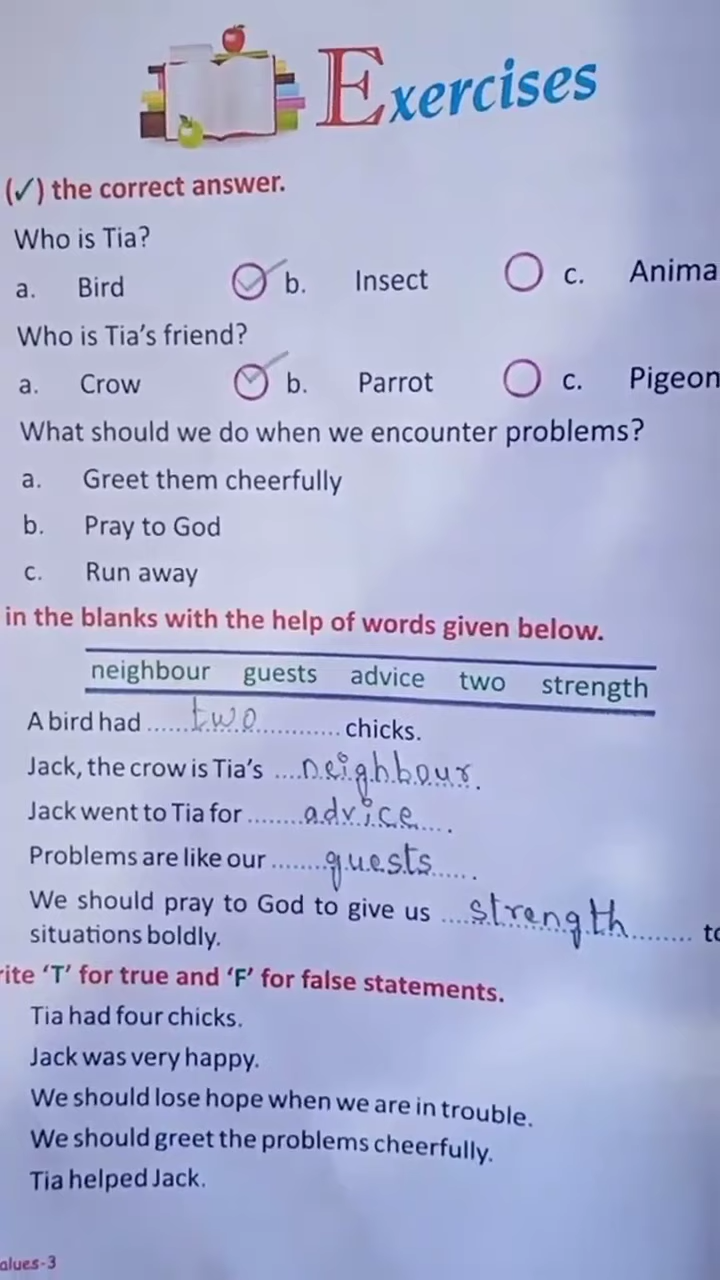 Exercises
(✓) the correct answer.
Who is Tia?
a. Bird b. Insect c. Anima
Who is Tia's friend?
a. Crow b. Parrot c. Pigeon
What should we do when we encounter problems?
a. Greet them cheerfully
b. Pray to God
c. Run away
in the blanks with the help of words given below.
neighbour guests advice two strength
A bird had ......two............... chicks.
Jack, the crow is Tia's ....neighbour.
Jack went to Tia for ........advice.....
Problems are like our .......guests......
We should pray to God to give us ....strength........ to
situations boldly.
rite 'T' for true and 'F' for false statements.
Tia had four chicks.
Jack was very happy.
We should lose hope when we are in trouble.
We should greet the problems cheerfully.
Tia helped Jack.
alues-3